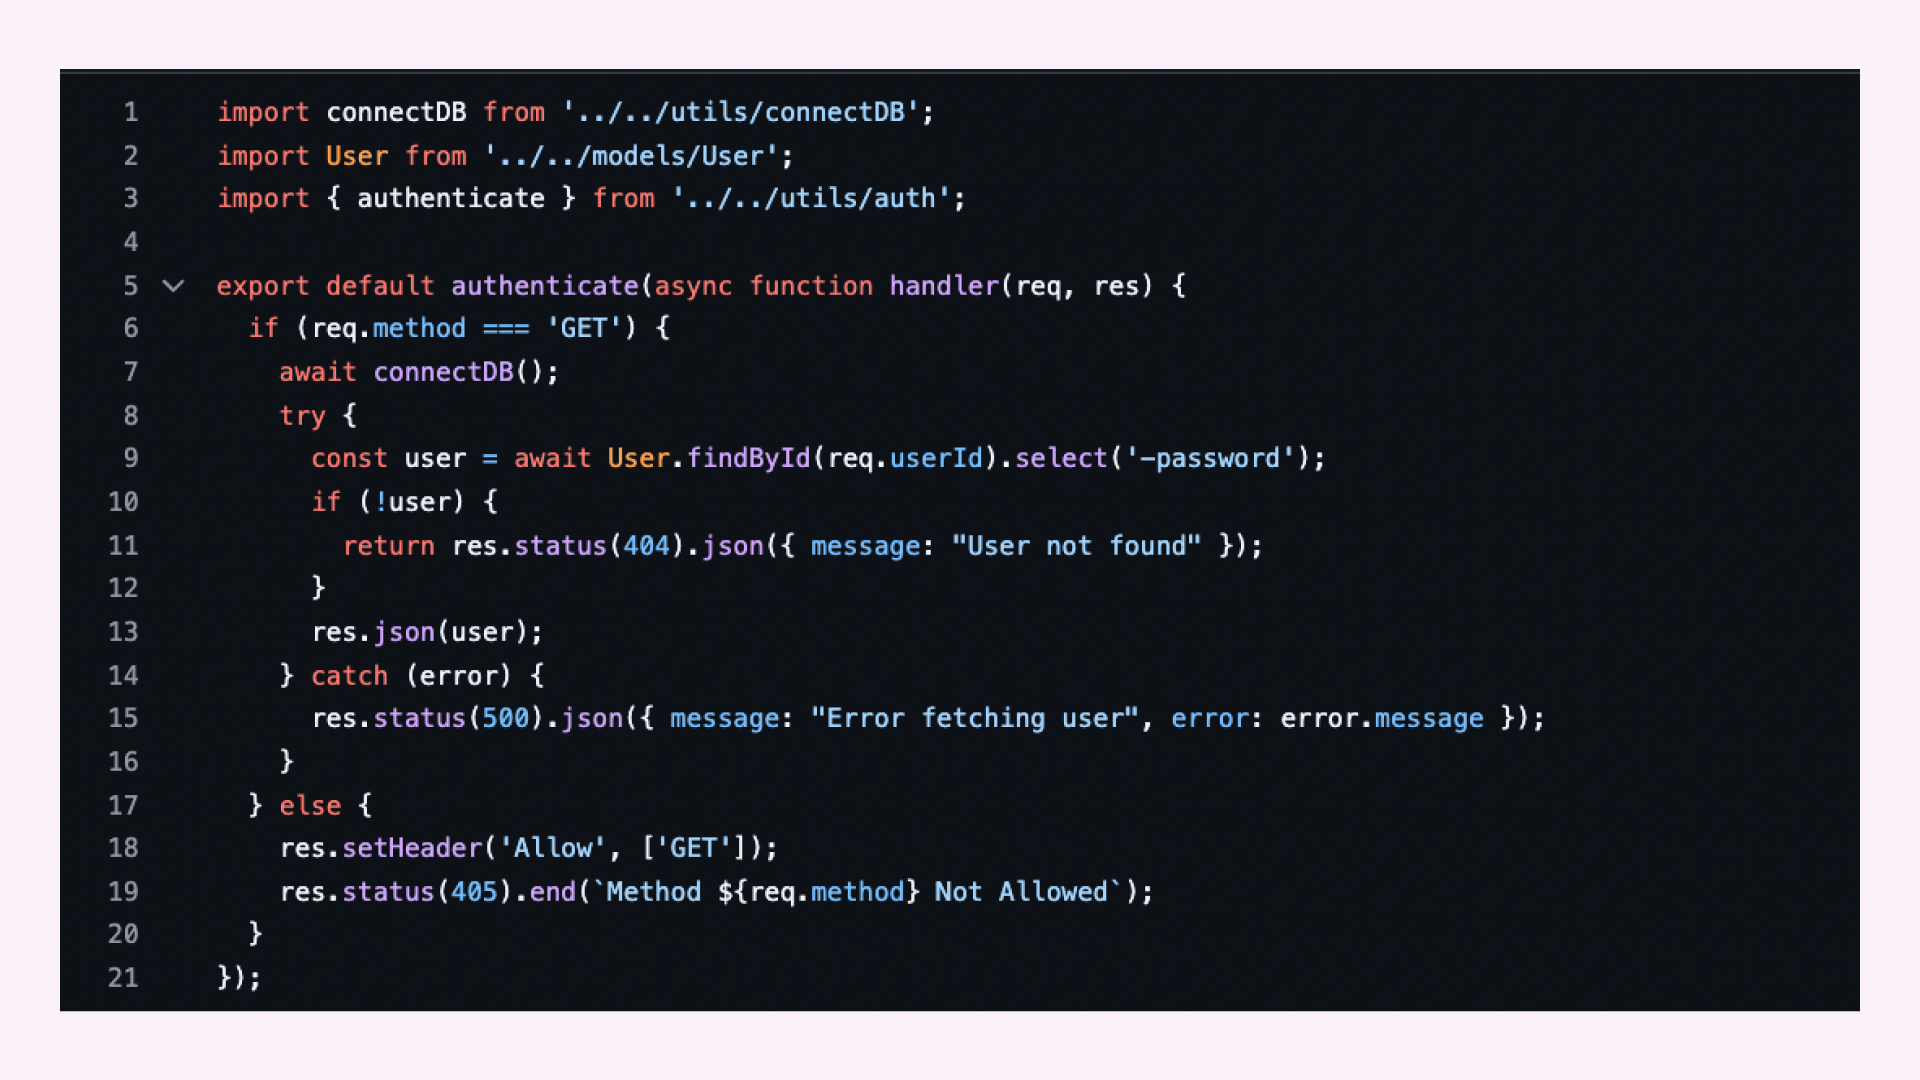 1 import connectDB from '../../utils/connectDB';
2 import User from '../../models/User';
3 import { authenticate } from '../../utils/auth';
4
5 export default authenticate(async function handler(req, res) {
6   if (req.method === 'GET') {
7     await connectDB();
8     try {
9       const user = await User.findById(req.userId).select('-password');
10       if (!user) {
11         return res.status(404).json({ message: "User not found" });
12       }
13       res.json(user);
14     } catch (error) {
15       res.status(500).json({ message: "Error fetching user", error: error.message });
16     }
17   } else {
18     res.setHeader('Allow', ['GET']);
19     res.status(405).end(`Method ${req.method} Not Allowed`);
20   }
21 });